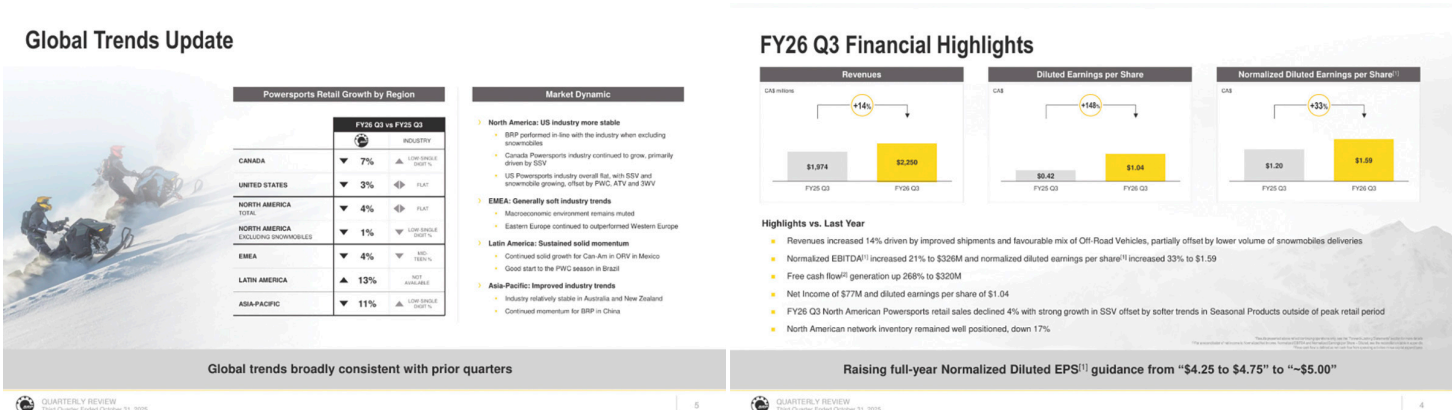 Global Trends Update
Powersports Retail Growth by Region
FY26 Q3 vs FY25 Q3
INDUSTRY
CANADA 7% LOW SINGLE
DIGIT %
UNITED STATES 3% FLAT
NORTH AMERICA
TOTAL 4% FLAT
NORTH AMERICA
EXCLUDING SNOWMOBILES 1% LOW SINGLE
DIGIT %
EMEA 4% MID-
TEEN %
LATIN AMERICA 13% NOT
AVAILABLE
ASIA-PACIFIC 11% LOW SINGLE
DIGIT %
Market Dynamic
North America: US industry more stable
BRP performed in-line with the industry when excluding
snowmobiles
Canada Powersports industry continued to grow, primarily
driven by SSV
US Powersports industry overall flat, with SSV and
snowmobile growing, offset by PWC, ATV and 3WV
EMEA: Generally soft industry trends
Macroeconomic environment remains muted
Eastern Europe continued to outperformed Western Europe
Latin America: Sustained solid momentum
Continued solid growth for Can-Am in ORV in Mexico
Good start to the PWC season in Brazil
Asia-Pacific: Improved industry trends
Industry relatively stable in Australia and New Zealand
Continued momentum for BRP in China
Global trends broadly consistent with prior quarters
QUARTERLY REVIEW
Third Quarter Ended October 31, 2025
5
FY26 Q3 Financial Highlights
Revenues
CA$ millions
+14%
$1,974
$2,250
FY25 Q3 FY26 Q3
Diluted Earnings per Share
CA$
+148%
$0.42
$1.04
FY25 Q3 FY26 Q3
Normalized Diluted Earnings per Share[1]
CA$
+33%
$1.20
$1.59
FY25 Q3 FY26 Q3
Highlights vs. Last Year
Revenues increased 14% driven by improved shipments and favourable mix of Off-Road Vehicles, partially offset by lower volume of snowmobiles deliveries
Normalized EBITDA[1] increased 21% to $326M and normalized diluted earnings per share[1] increased 33% to $1.59
Free cash flow[2] generation up 268% to $320M
Net Income of $77M and diluted earnings per share of $1.04
FY26 Q3 North American Powersports retail sales declined 4% with strong growth in SSV offset by softer trends in Seasonal Products outside of peak retail period
North American network inventory remained well positioned, down 17%
Raising full-year Normalized Diluted EPS[1] guidance from “$4.25 to $4.75” to “~$5.00”
QUARTERLY REVIEW
Third Quarter Ended October 31, 2025
4